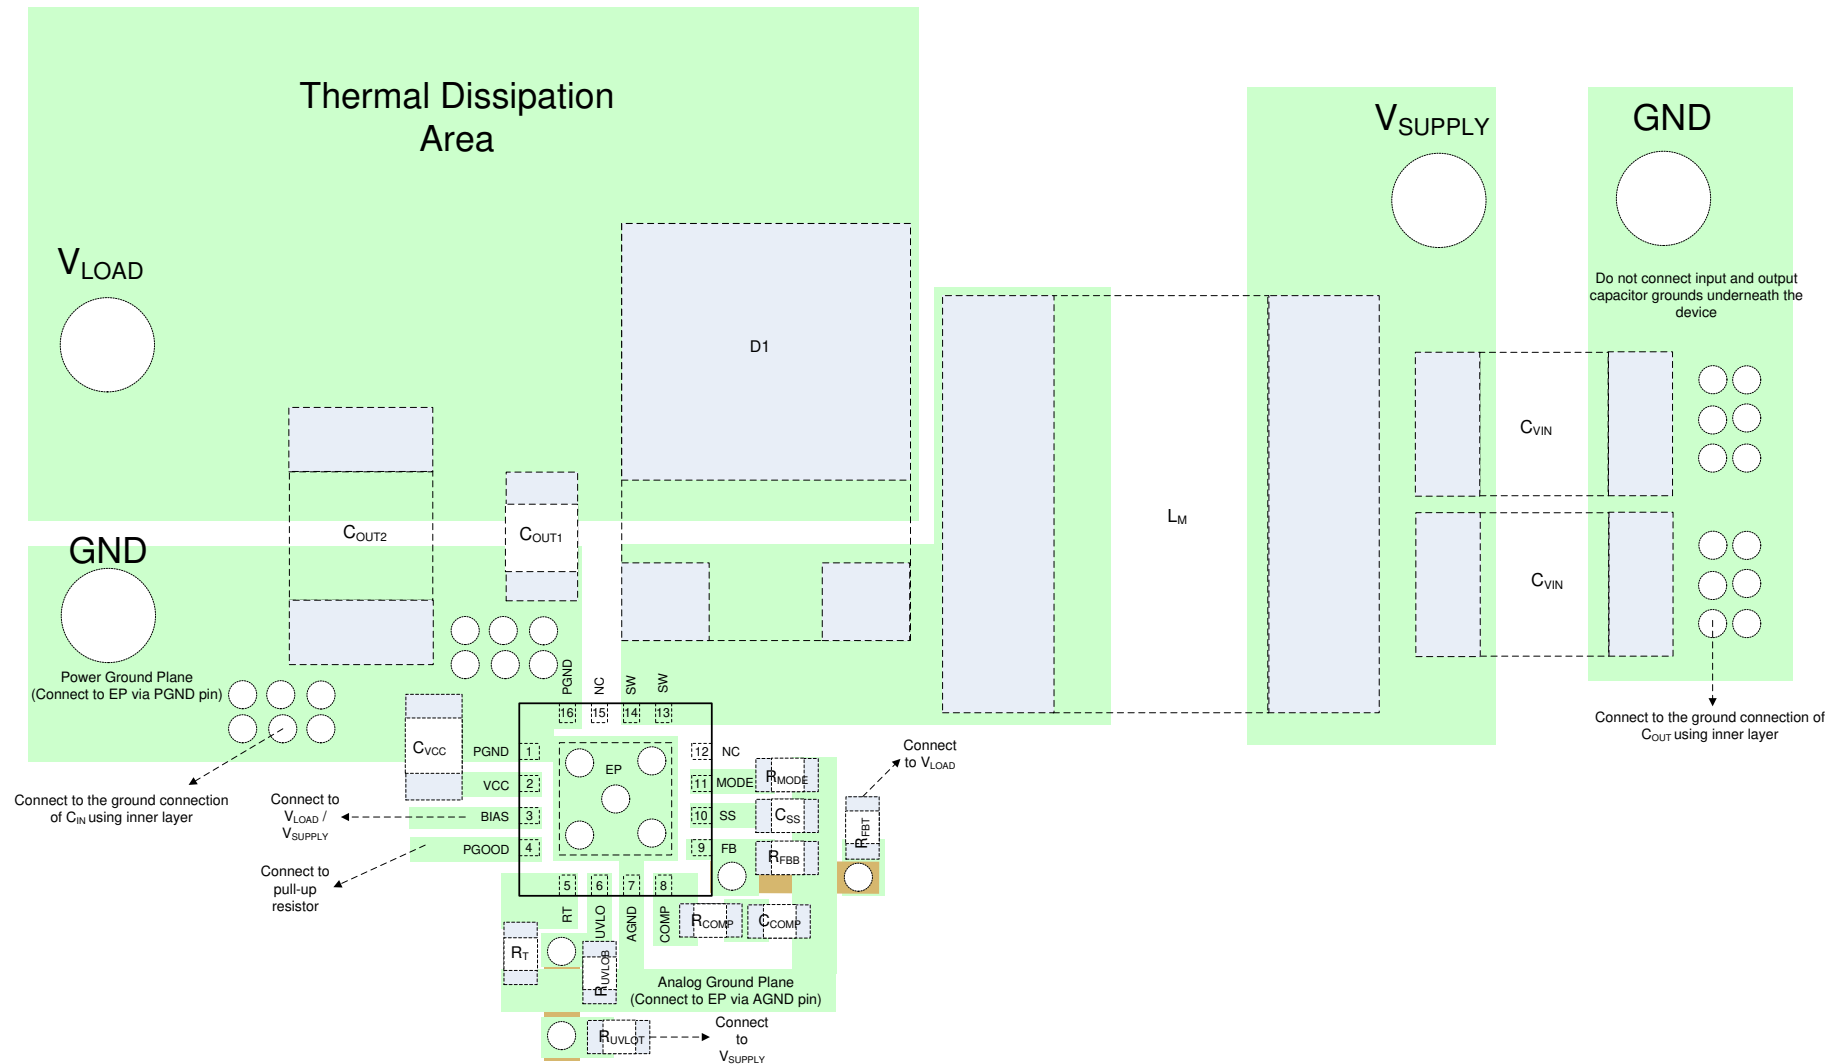 Thermal Dissipation
Area
VSUPPLY
GND
VLOAD
Do not connect input and output
capacitor grounds underneath the
device
D1
CVIN
LM
COUT2
COUT1
GND
CVIN
Power Ground Plane
(Connect to EP via PGND pin)
PGND
NC
SW
SW
16
15
14
13
Connect to the ground connection of
COUT using inner layer
CVCC
PGND
1
EP
12
NC
Connect
to VLOAD
VCC
2
11
MODE
RMODE
Connect to the ground connection
of CIN using inner layer
Connect to
VLOAD /
VSUPPLY
BIAS
3
10
SS
CSS
RFBT
PGOOD
4
9
FB
RFBB
Connect to
pull-up
resistor
5
6
7
8
RT
UVLO
AGND
COMP
RCOMP
CCOMP
RT
RUVLOB
Analog Ground Plane
(Connect to EP via AGND pin)
RUVLOT
Connect
to
VSUPPLY